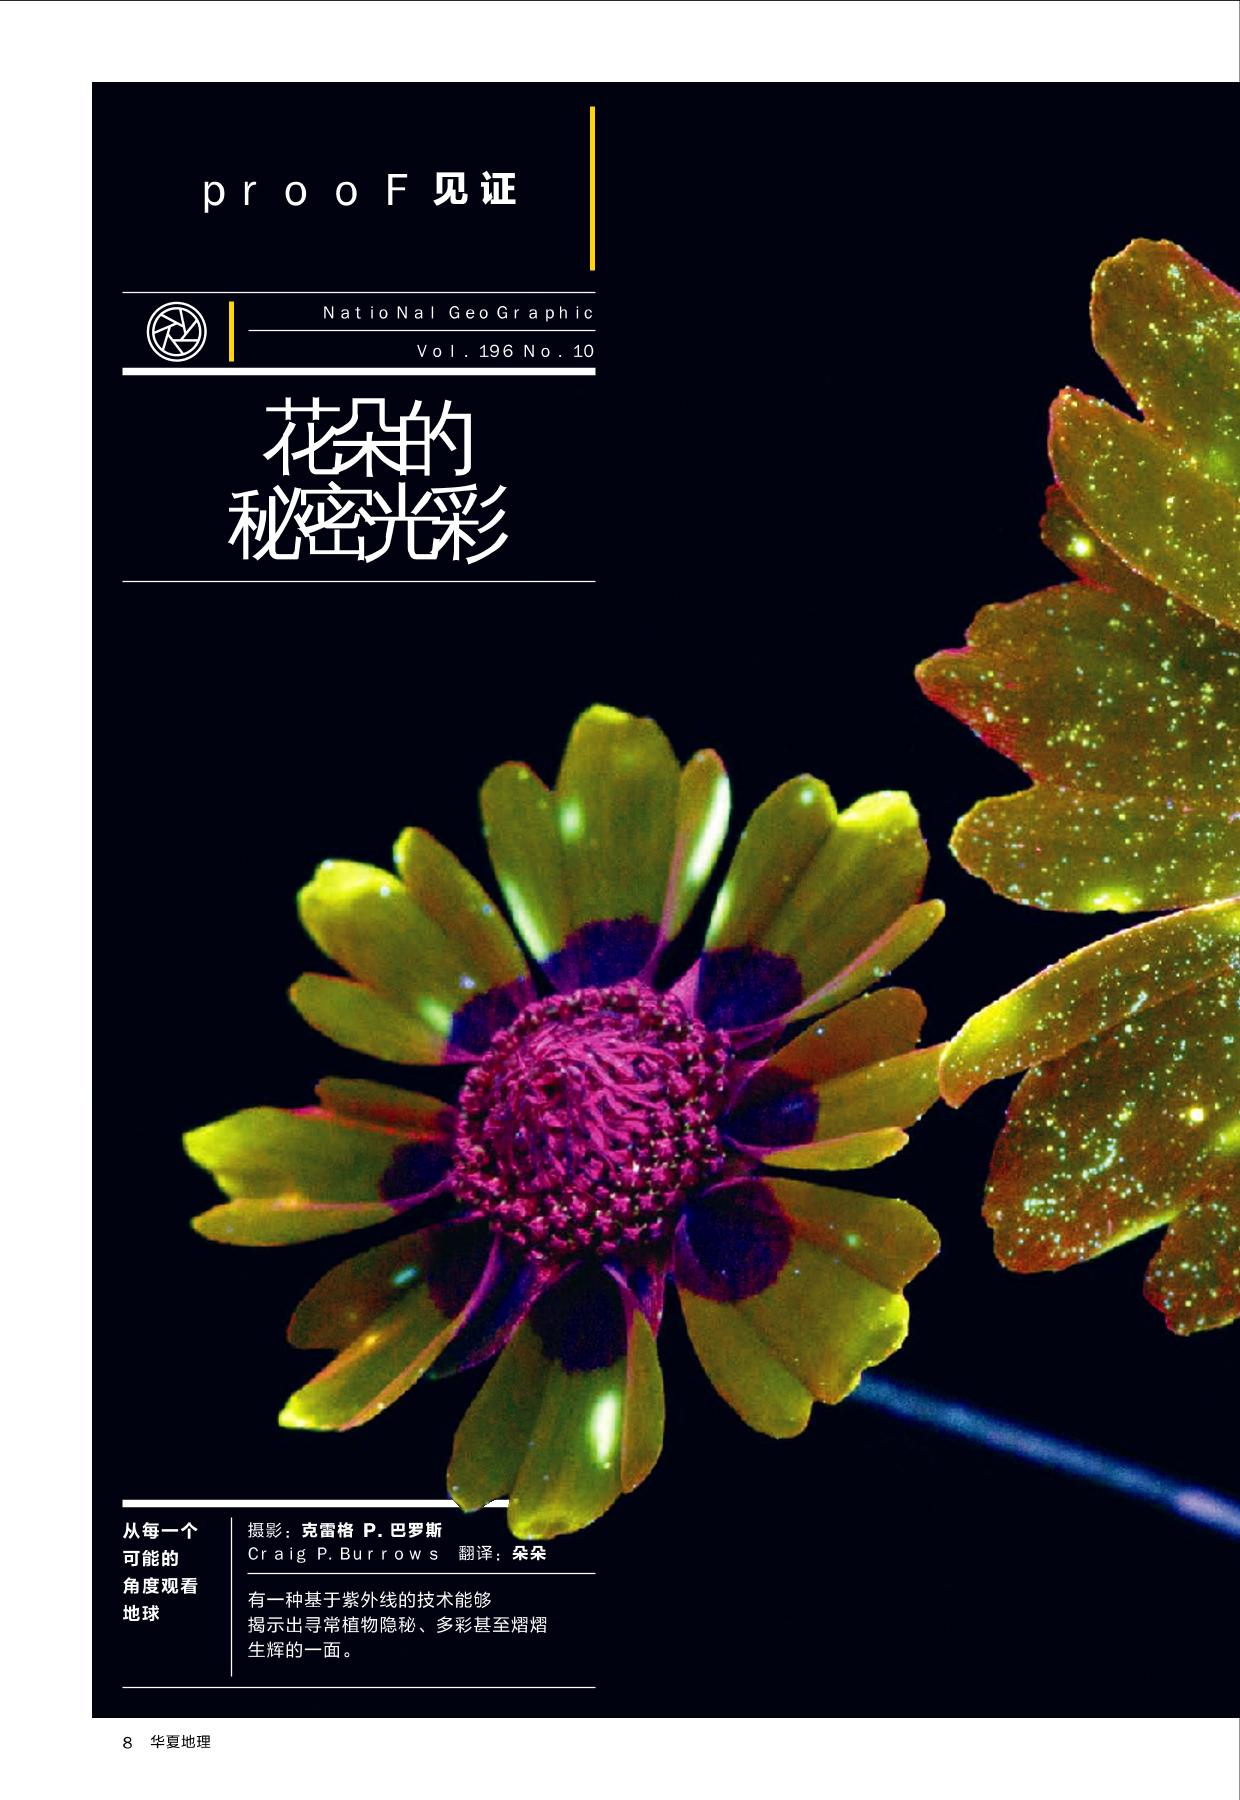 prooF 见证
NatioNal GeoGraphic
Vol. 196 No. 10
花朵的
秘密光彩
从每一个
可能的
角度观看
地球
摄影：克雷格 P. 巴罗斯
Craig P. Burrows 翻译：朵朵
有一种基于紫外线的技术能够
揭示出寻常植物隐秘、多彩甚至熠熠
生辉的一面。
8 华夏地理